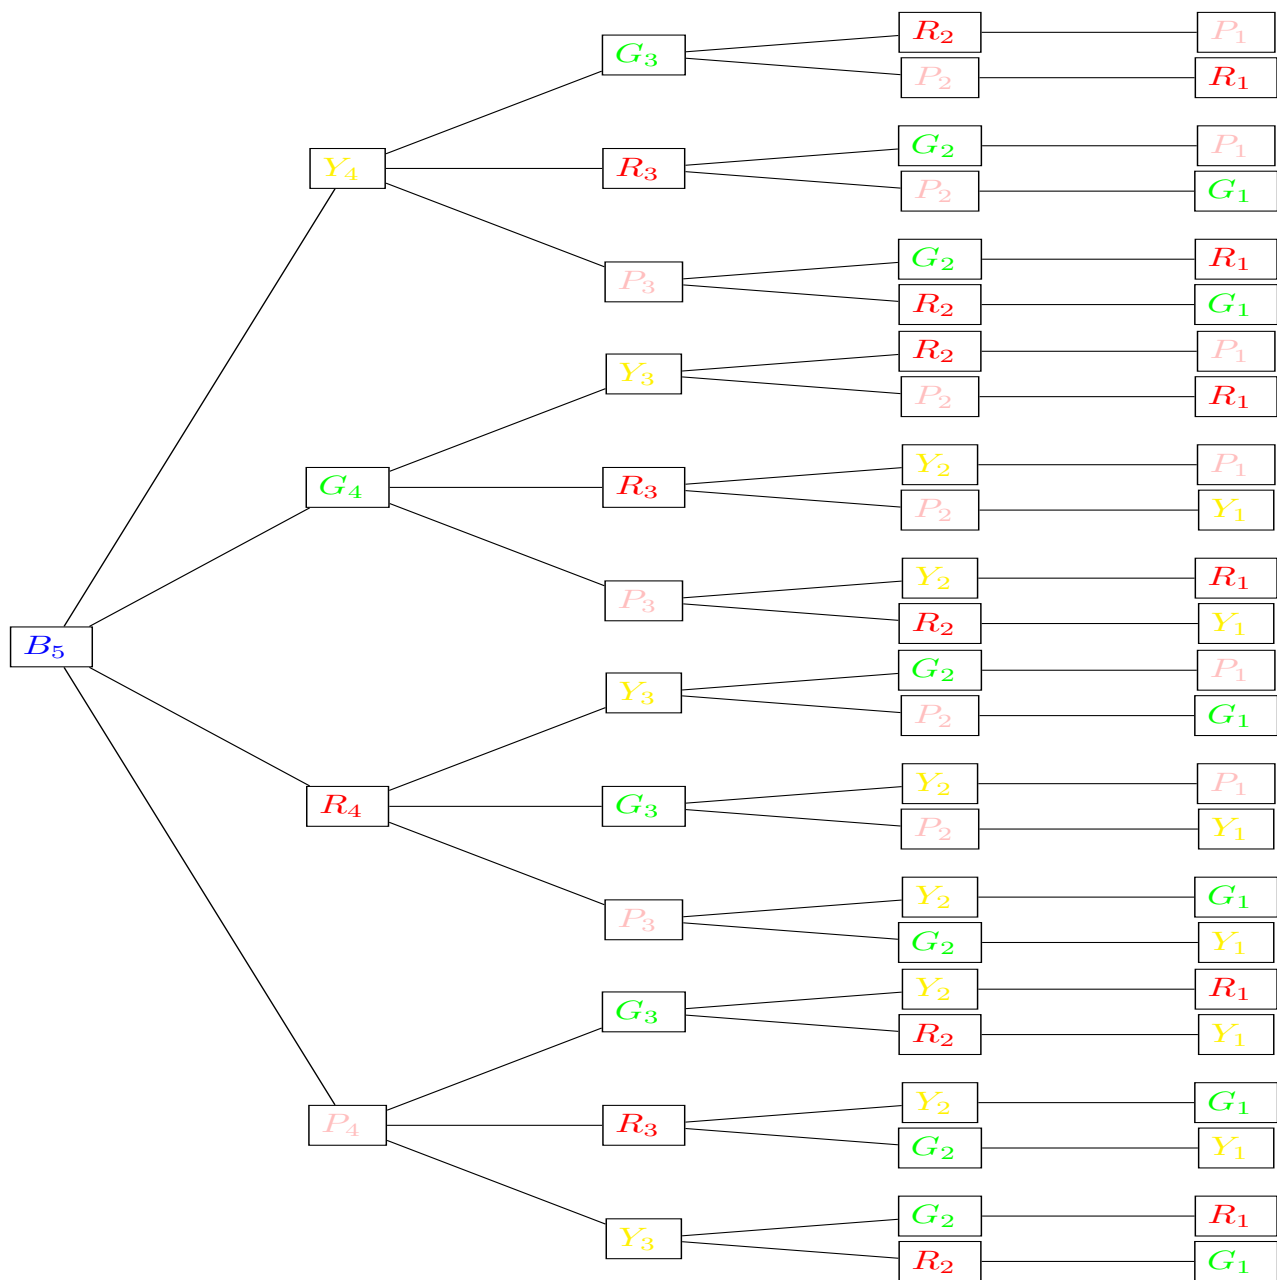 R₂ P₁
G₃
P₂ R₁
G₂ P₁
Y₄ R₃
P₂ G₁
G₂ R₁
P₃
R₂ G₁
R₂ P₁
Y₃
P₂ R₁
Y₂ P₁
G₄ R₃
P₂ Y₁
Y₂ R₁
P₃
R₂ Y₁
B₅
G₂ P₁
Y₃
P₂ G₁
Y₂ P₁
R₄ G₃
P₂ Y₁
Y₂ G₁
P₃
G₂ Y₁
Y₂ R₁
G₃
R₂ Y₁
Y₂ G₁
P₄ R₃
G₂ Y₁
G₂ R₁
Y₃
R₂ G₁